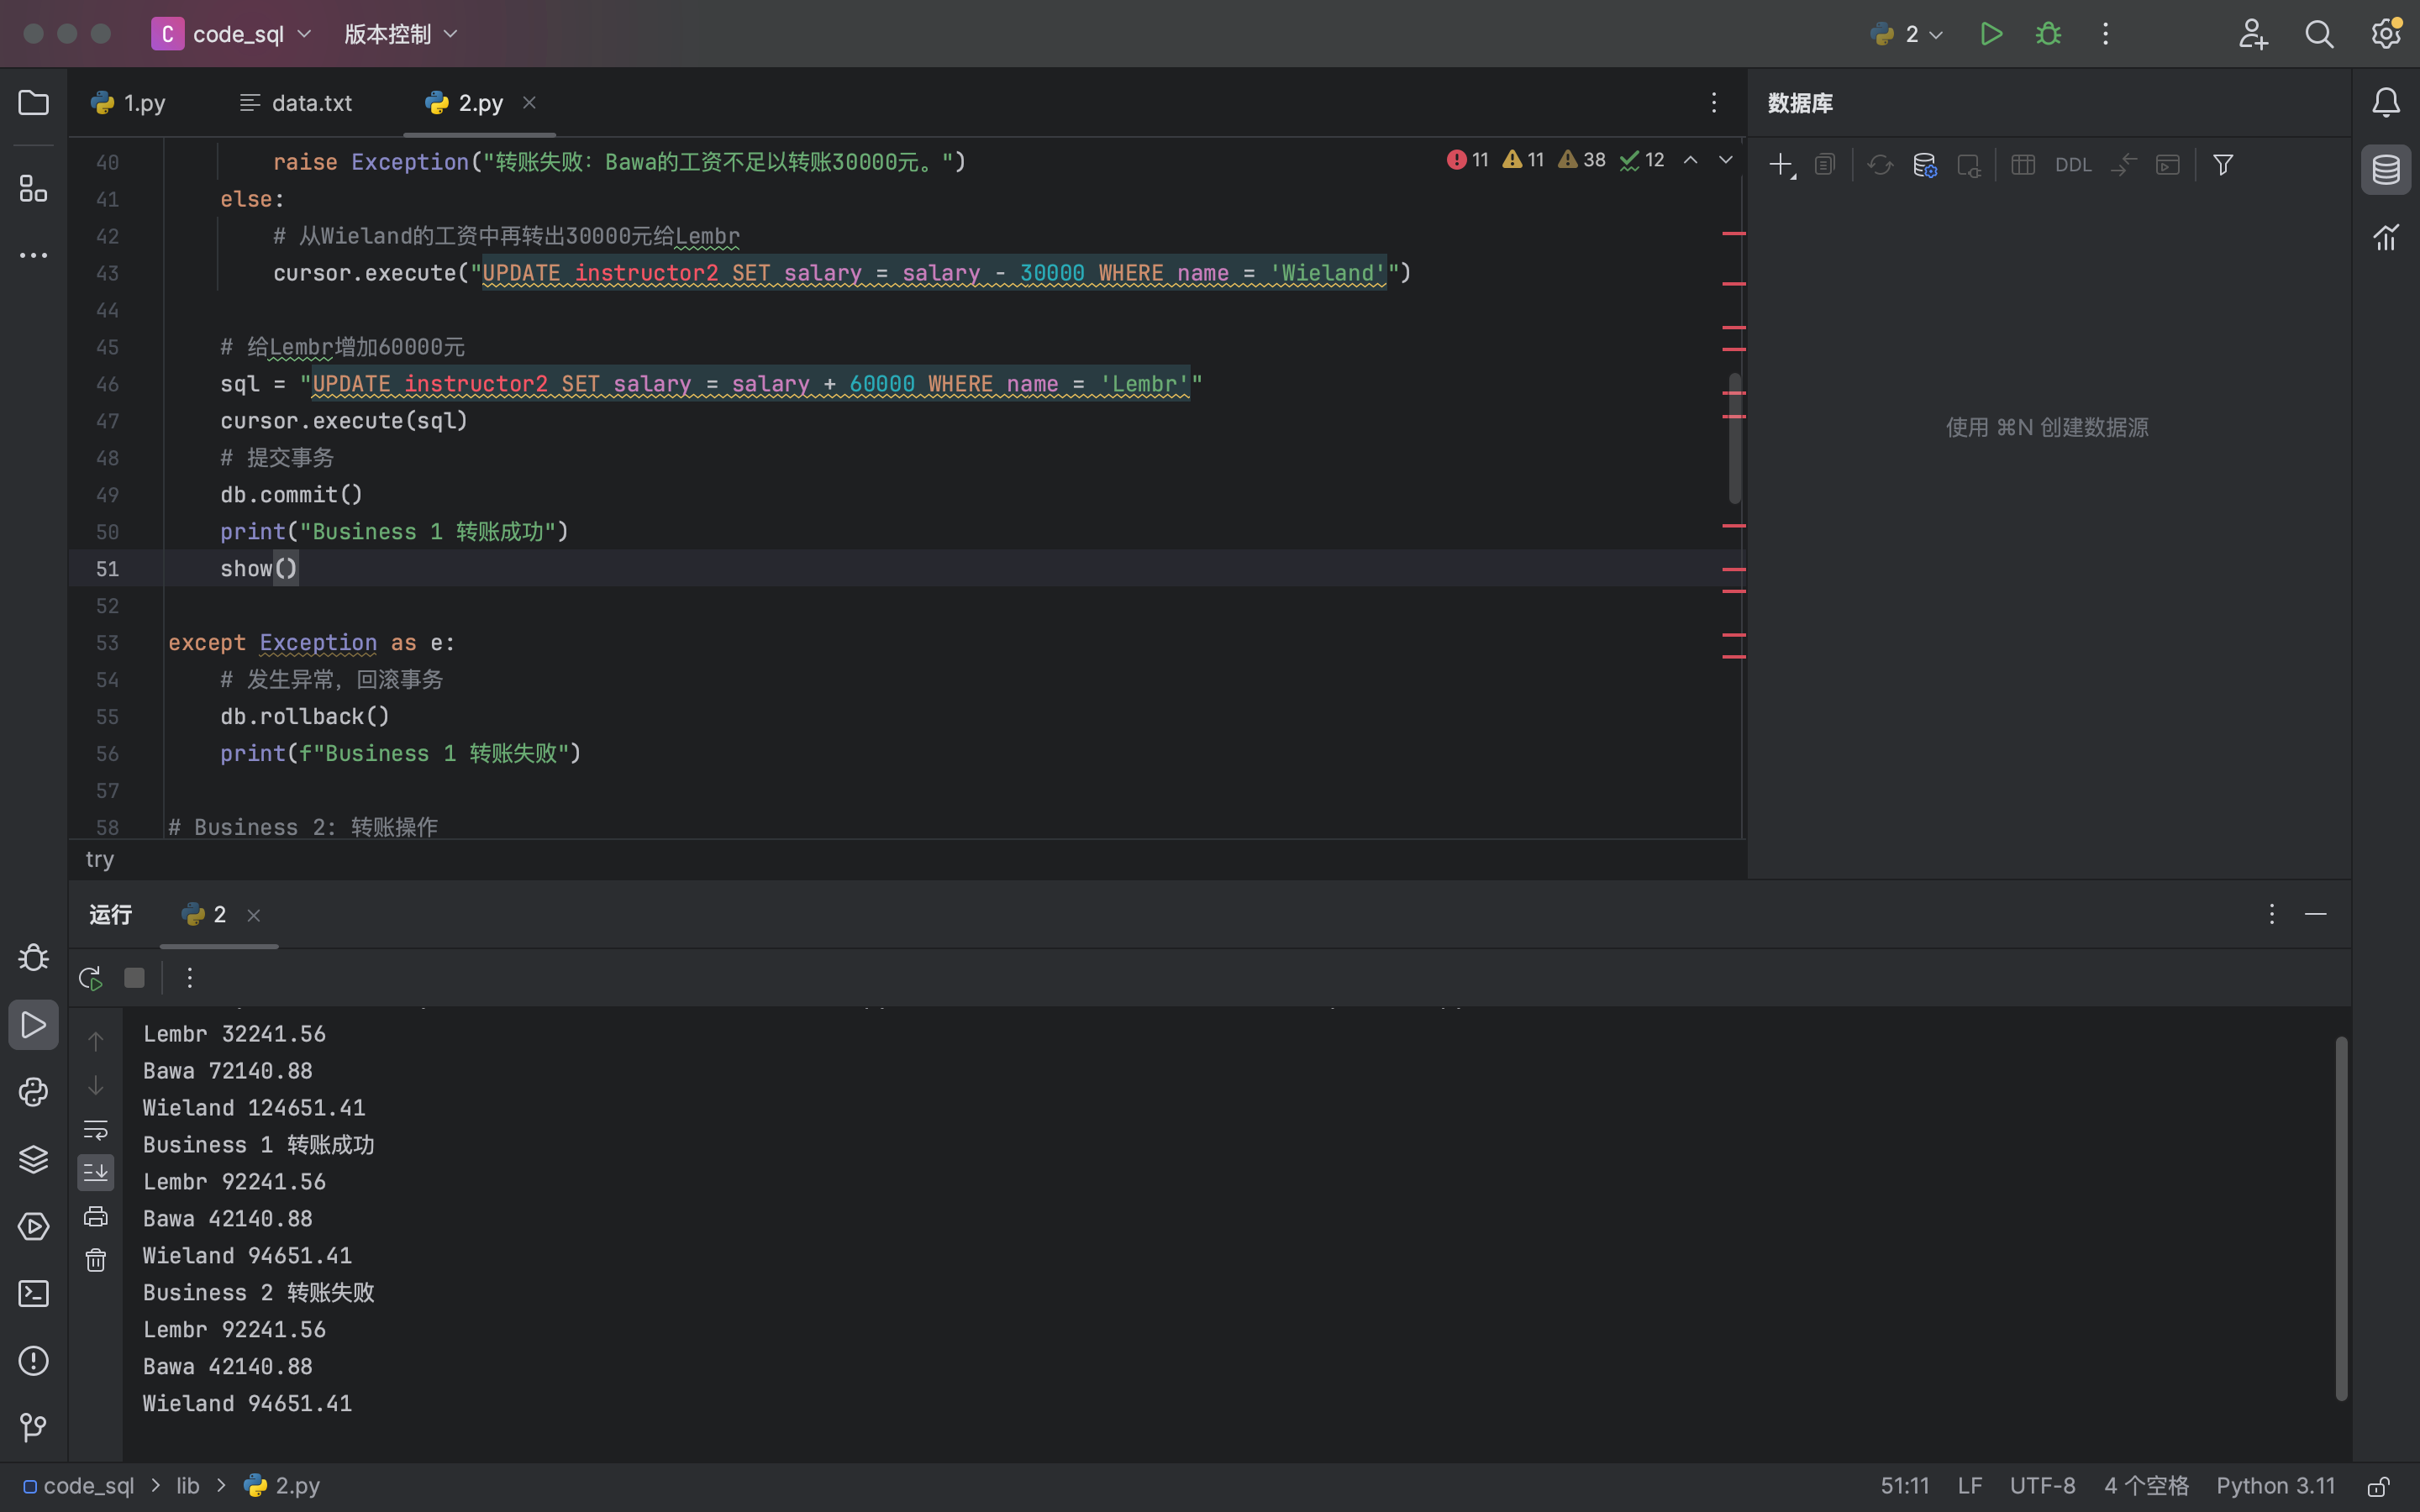 C code_sql 版本控制 2
1.py data.txt 2.py
11 11 38 12
40 raise Exception("转账失败：Bawa的工资不足以转账30000元。")
41 else:
42 # 从Wieland的工资中再转出30000元给Lembr
43 cursor.execute("UPDATE instructor2 SET salary = salary - 30000 WHERE name = 'Wieland'")
44
45 # 给Lembr增加60000元
46 sql = "UPDATE instructor2 SET salary = salary + 60000 WHERE name = 'Lembr'"
47 cursor.execute(sql)
48 # 提交事务
49 db.commit()
50 print("Business 1 转账成功")
51 show()
52
53 except Exception as e:
54 # 发生异常，回滚事务
55 db.rollback()
56 print(f"Business 1 转账失败")
57
58 # Business 2: 转账操作
try
数据库
DDL
使用 ⌘N 创建数据源
运行 2
Lembr 32241.56
Bawa 72140.88
Wieland 124651.41
Business 1 转账成功
Lembr 92241.56
Bawa 42140.88
Wieland 94651.41
Business 2 转账失败
Lembr 92241.56
Bawa 42140.88
Wieland 94651.41
code_sql > lib > 2.py
51:11 LF UTF-8 4 个空格 Python 3.11